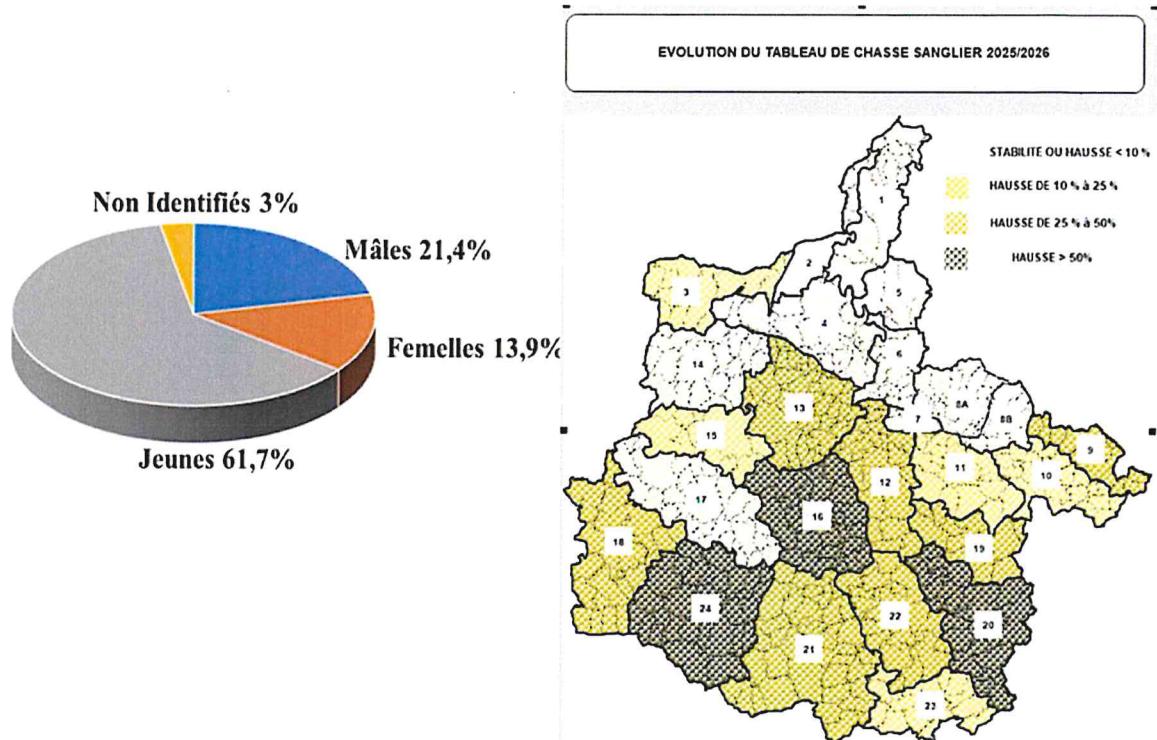 Non Identifiés 3%
Mâles 21,4%
Femelles 13,9%
Jeunes 61,7%
EVOLUTION DU TABLEAU DE CHASSE SANGLIER 2025/2026
STABILITE OU HAUSSE < 10 %
HAUSSE DE 10 % à 25 %
HAUSSE DE 25 % à 50%
HAUSSE > 50%
1
2
3
5
4
6
14
8A
8B
7
13
15
9
11
10
12
17
16
18
19
24
22
20
21
23